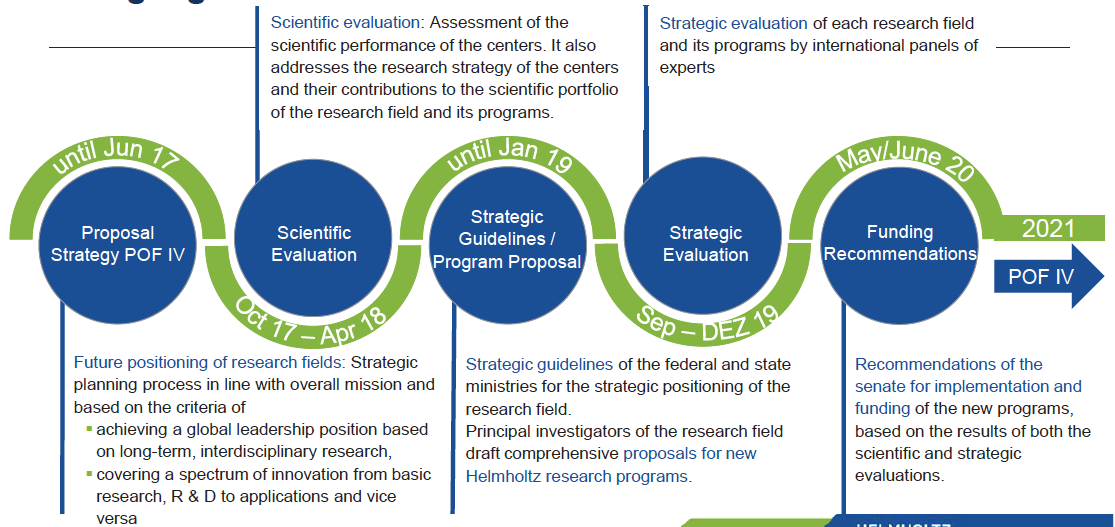 Scientific evaluation: Assessment of the
scientific performance of the centers. It also
addresses the research strategy of the centers
and their contributions to the scientific portfolio
of the research field and its programs.
Strategic evaluation of each research field
and its programs by international panels of
experts
until Jun 17
Proposal
Strategy POF IV
Oct 17 – Apr 18
Scientific
Evaluation
until Jan 19
Strategic
Guidelines /
Program Proposal
Sep – DEZ 19
Strategic
Evaluation
May/June 20
Funding
Recommendations
2021
POF IV
Future positioning of research fields: Strategic
planning process in line with overall mission and
based on the criteria of
▪ achieving a global leadership position based
on long-term, interdisciplinary research,
▪ covering a spectrum of innovation from basic
research, R & D to applications and vice
versa
Strategic guidelines of the federal and state
ministries for the strategic positioning of the
research field.
Principal investigators of the research field
draft comprehensive proposals for new
Helmholtz research programs.
Recommendations of the
senate for implementation and
funding of the new programs,
based on the results of both the
scientific and strategic
evaluations.
HELMHOLTZ